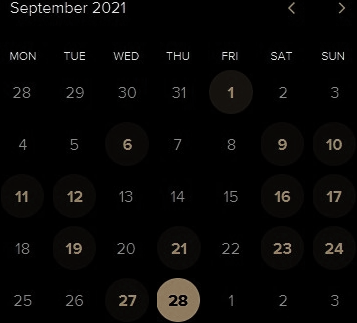 September 2021
MON TUE WED THU FRI SAT SUN
28 29 30 31 1 2 3
4 5 6 7 8 9 10
11 12 13 14 15 16 17
18 19 20 21 22 23 24
25 26 27 28 1 2 3